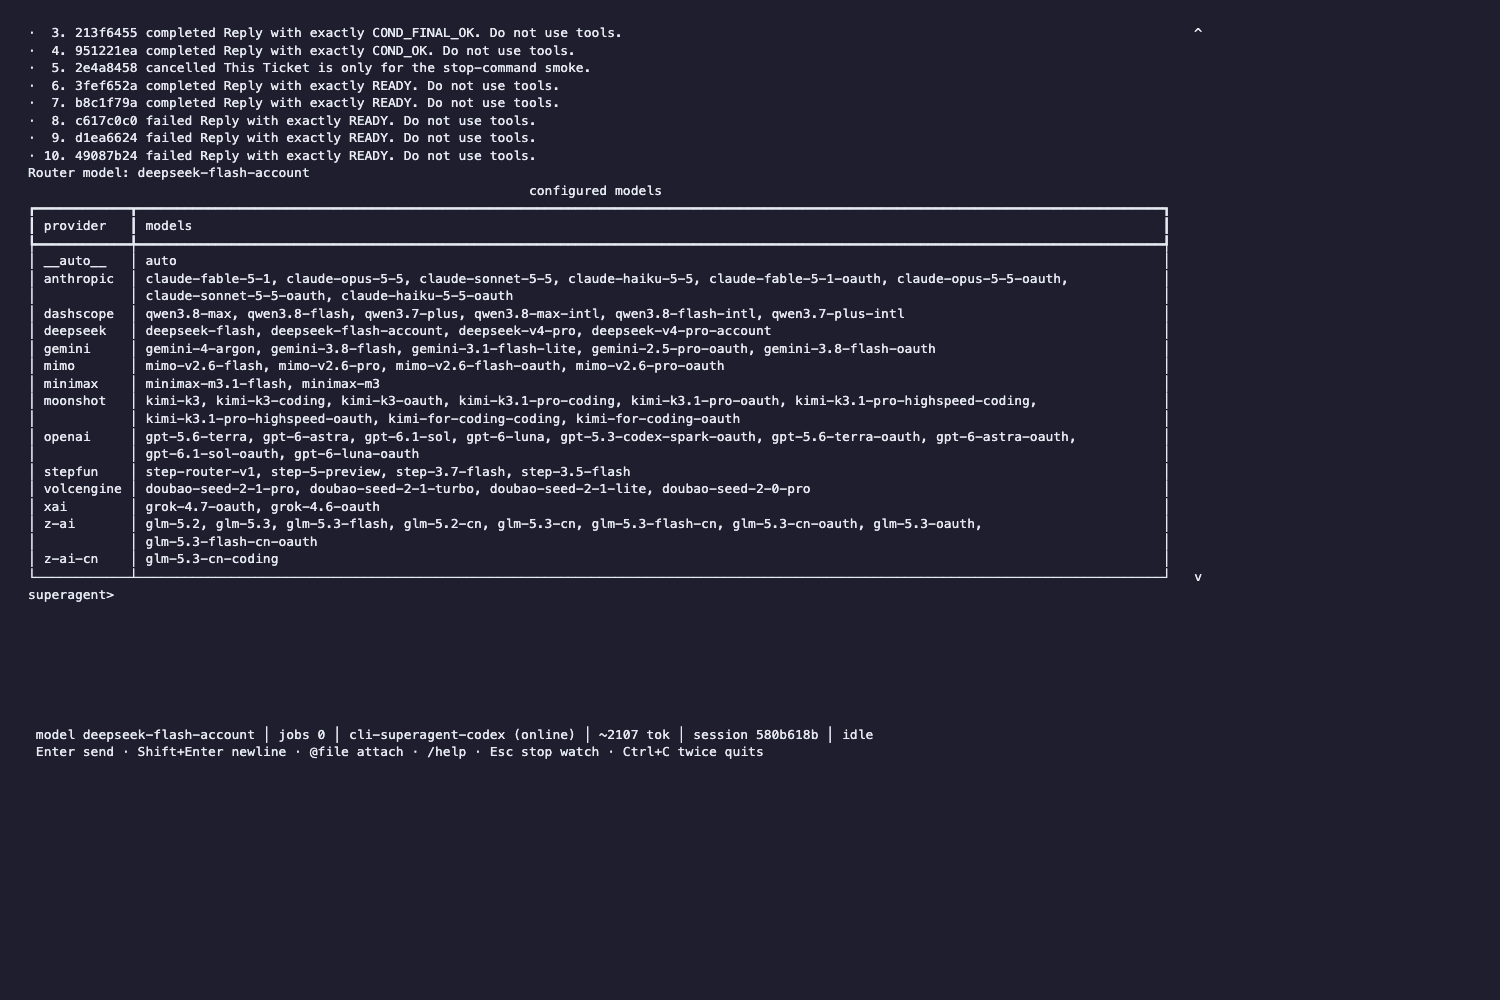 · 3. 213f6455 completed Reply with exactly COND_FINAL_OK. Do not use tools.
^
· 4. 951221ea completed Reply with exactly COND_OK. Do not use tools.
· 5. 2e4a8458 cancelled This Ticket is only for the stop-command smoke.
· 6. 3fef652a completed Reply with exactly READY. Do not use tools.
· 7. b8c1f79a completed Reply with exactly READY. Do not use tools.
· 8. c617c0c0 failed Reply with exactly READY. Do not use tools.
· 9. d1ea6624 failed Reply with exactly READY. Do not use tools.
· 10. 49087b24 failed Reply with exactly READY. Do not use tools.
Router model: deepseek-flash-account
configured models
provider │ models
__auto__ │ auto
anthropic │ claude-fable-5-1, claude-opus-5-5, claude-sonnet-5-5, claude-haiku-5-5, claude-fable-5-1-oauth, claude-opus-5-5-oauth,
claude-sonnet-5-5-oauth, claude-haiku-5-5-oauth
dashscope │ qwen3.8-max, qwen3.8-flash, qwen3.7-plus, qwen3.8-max-intl, qwen3.8-flash-intl, qwen3.7-plus-intl
deepseek │ deepseek-flash, deepseek-flash-account, deepseek-v4-pro, deepseek-v4-pro-account
gemini │ gemini-4-argon, gemini-3.8-flash, gemini-3.1-flash-lite, gemini-2.5-pro-oauth, gemini-3.8-flash-oauth
mimo │ mimo-v2.6-flash, mimo-v2.6-pro, mimo-v2.6-flash-oauth, mimo-v2.6-pro-oauth
minimax │ minimax-m3.1-flash, minimax-m3
moonshot │ kimi-k3, kimi-k3-coding, kimi-k3-oauth, kimi-k3.1-pro-coding, kimi-k3.1-pro-oauth, kimi-k3.1-pro-highspeed-coding,
kimi-k3.1-pro-highspeed-oauth, kimi-for-coding-coding, kimi-for-coding-oauth
openai │ gpt-5.6-terra, gpt-6-astra, gpt-6.1-sol, gpt-6-luna, gpt-5.3-codex-spark-oauth, gpt-5.6-terra-oauth, gpt-6-astra-oauth,
gpt-6.1-sol-oauth, gpt-6-luna-oauth
stepfun │ step-router-v1, step-5-preview, step-3.7-flash, step-3.5-flash
volcengine │ doubao-seed-2-1-pro, doubao-seed-2-1-turbo, doubao-seed-2-1-lite, doubao-seed-2-0-pro
xai │ grok-4.7-oauth, grok-4.6-oauth
z-ai │ glm-5.2, glm-5.3, glm-5.3-flash, glm-5.2-cn, glm-5.3-cn, glm-5.3-flash-cn, glm-5.3-cn-oauth, glm-5.3-oauth,
glm-5.3-flash-cn-oauth
z-ai-cn │ glm-5.3-cn-coding
v
superagent>
model deepseek-flash-account │ jobs 0 │ cli-superagent-codex (online) │ ~2107 tok │ session 580b618b │ idle
Enter send · Shift+Enter newline · @file attach · /help · Esc stop watch · Ctrl+C twice quits